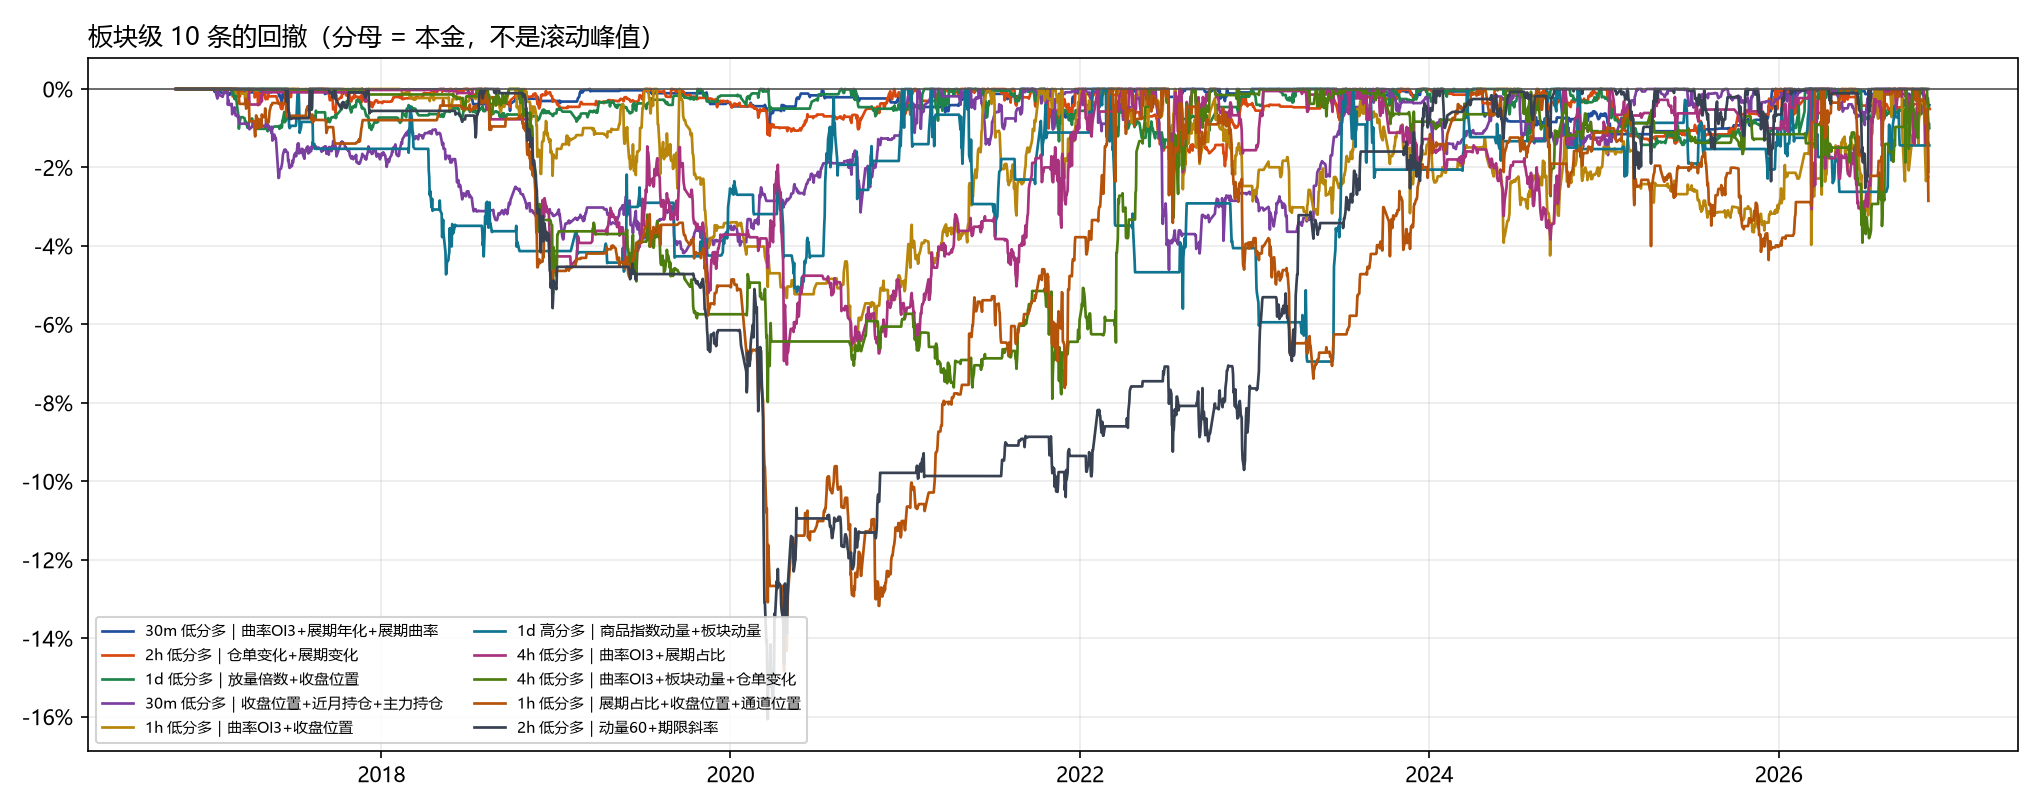 板块级 10 条的回撤（分母 = 本金，不是滚动峰值）
0%
-2%
-4%
-6%
-8%
-10%
-12%
-14%
-16%
30m 低分多 | 曲率OI3+展期年化+展期曲率
2h 低分多 | 仓单变化+展期变化
1d 低分多 | 放量倍数+收盘位置
30m 低分多 | 收盘位置+近月持仓+主力持仓
1h 低分多 | 曲率OI3+收盘位置
1d 高分多 | 商品指数动量+板块动量
4h 低分多 | 曲率OI3+展期占比
4h 低分多 | 曲率OI3+板块动量+仓单变化
1h 低分多 | 展期占比+收盘位置+通道位置
2h 低分多 | 动量60+期限斜率
2018
2020
2022
2024
2026